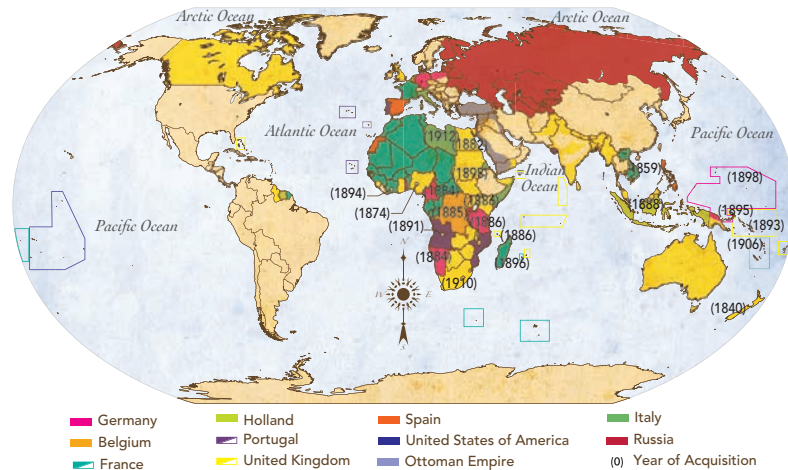 Arctic Ocean
Arctic Ocean
Atlantic Ocean
Pacific Ocean
(1912)
(1882)
(1859)
Indian
Ocean
(1898)
(1898)
(1894)
(1884)
(1888)
(1874)
(1885)
(1888)
(1895)
(1891)
(1886)
(1893)
Pacific Ocean
(1886)
(1906)
N
(1884)
(1896)
(1910)
W
E
(1840)
S
Germany
Holland
Spain
Italy
Belgium
Portugal
United States of America
Russia
France
United Kingdom
Ottoman Empire
(0) Year of Acquisition